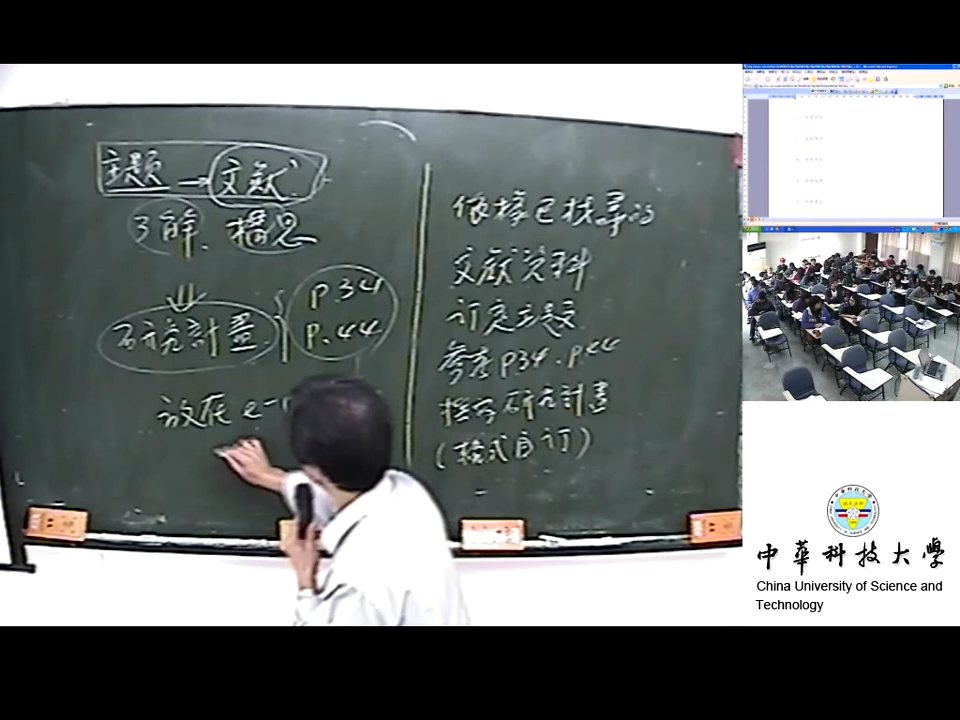 主題→文獻
了解、構思
研究計畫
P34
P.44
放在 e-
依據已找尋的
文獻資料
訂定主題
參考P34、P44
撰寫研究計畫
(格式自訂)
中華科技大學
China University of Science and
Technology